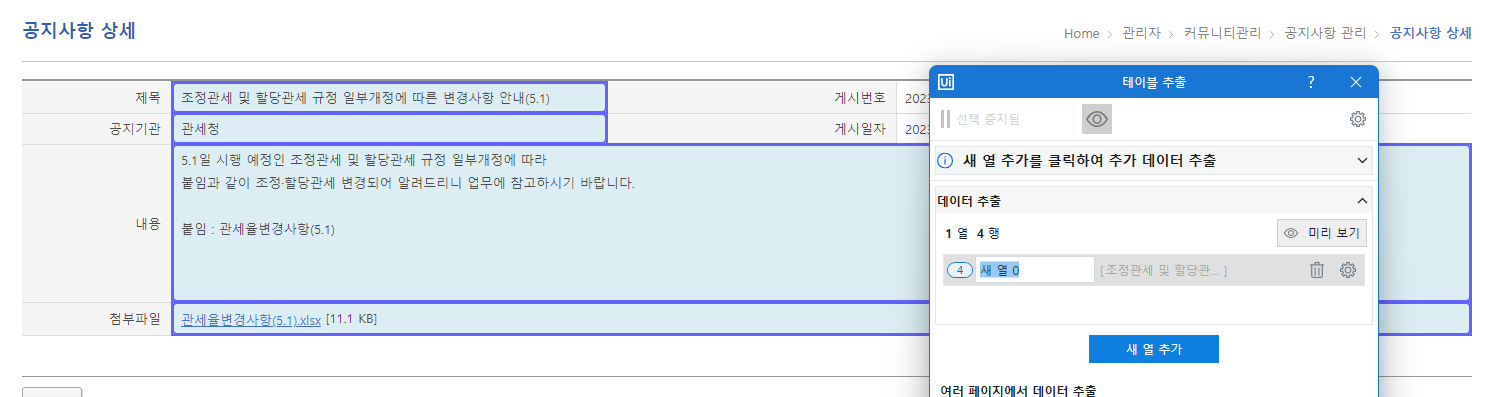 공지사항 상세
Home > 관리자 > 커뮤니티관리 > 공지사항 관리 > 공지사항 상세
제목 조정관세 및 할당관세 규정 일부개정에 따른 변경사항 안내(5.1) 게시번호 2023
공지기관 관세청 게시일자 2023
내용
5.1일 시행 예정인 조정관세 및 할당관세 규정 일부개정에 따라
붙임과 같이 조정·할당관세 변경되어 알려드리니 업무에 참고하시기 바랍니다.
붙임 : 관세율변경사항(5.1)
첨부파일 관세율변경사항(5.1).xlsx [11.1 KB]
Ui 테이블 추출 ?
선택 중지됨
새 열 추가를 클릭하여 추가 데이터 추출
데이터 추출
1 열 4 행 미리 보기
4 새 열 0 [조정관세 및 할당관... ]
새 열 추가
여러 페이지에서 데이터 추출